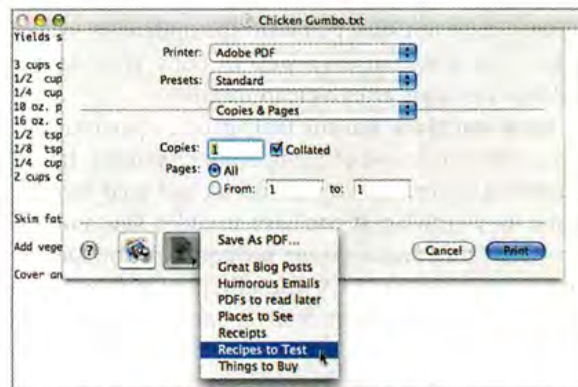 Chicken Gumbo.txt
Yields s
3 cups c
1/2 cup
1/4 cup
10 oz. p
16 oz. c
1/2 tsp
1/8 tsp
1/4 cup
2 cups c
Skim fat
Add vege
Cover an
Printer: Adobe PDF
Presets: Standard
Copies & Pages
Copies: 1 Collated
Pages: All
From: 1 to: 1
?
Cancel Print
Save As PDF...
Great Blog Posts
Humorous Emails
PDFs to read later
Places to See
Receipts
Recipes to Test
Things to Buy